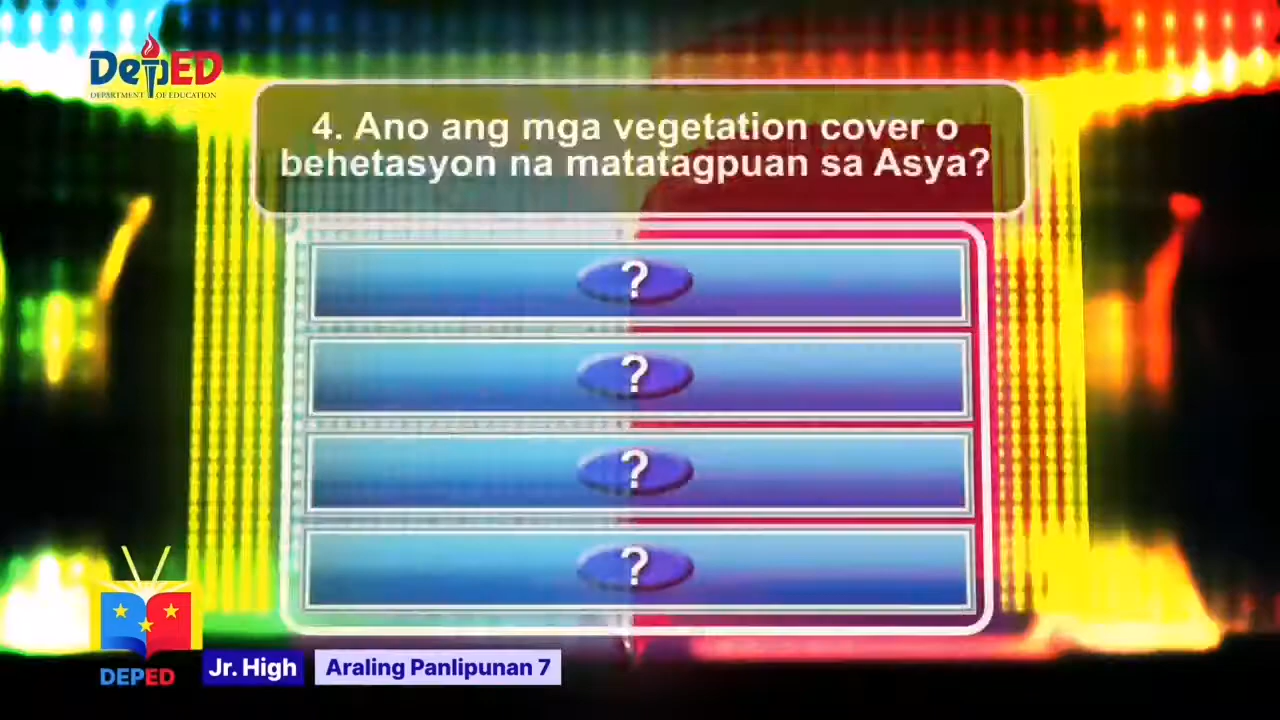 DepED
DEPARTMENT OF EDUCATION
4. Ano ang mga vegetation cover o
behetasyon na matatagpuan sa Asya?
?
?
?
?
DEPED
Jr. High
Araling Panlipunan 7